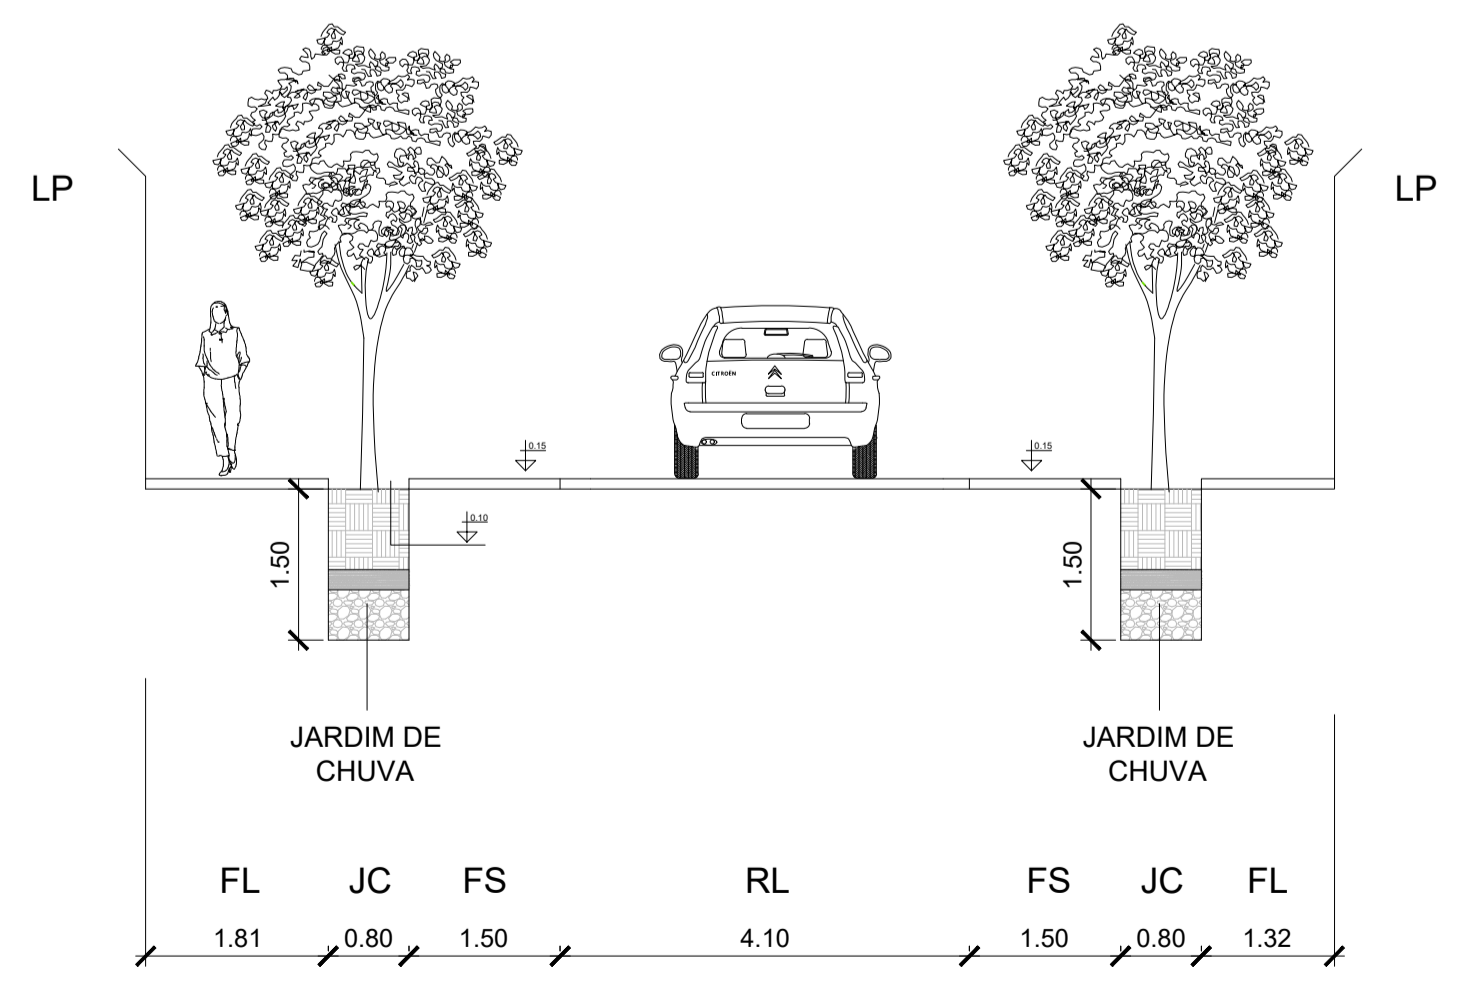 LP
LP
CITROËN
0.15
0.15
0.10
1.50
1.50
JARDIM DE
CHUVA
JARDIM DE
CHUVA
FL JC FS RL FS JC FL
1.81 0.80 1.50 4.10 1.50 0.80 1.32